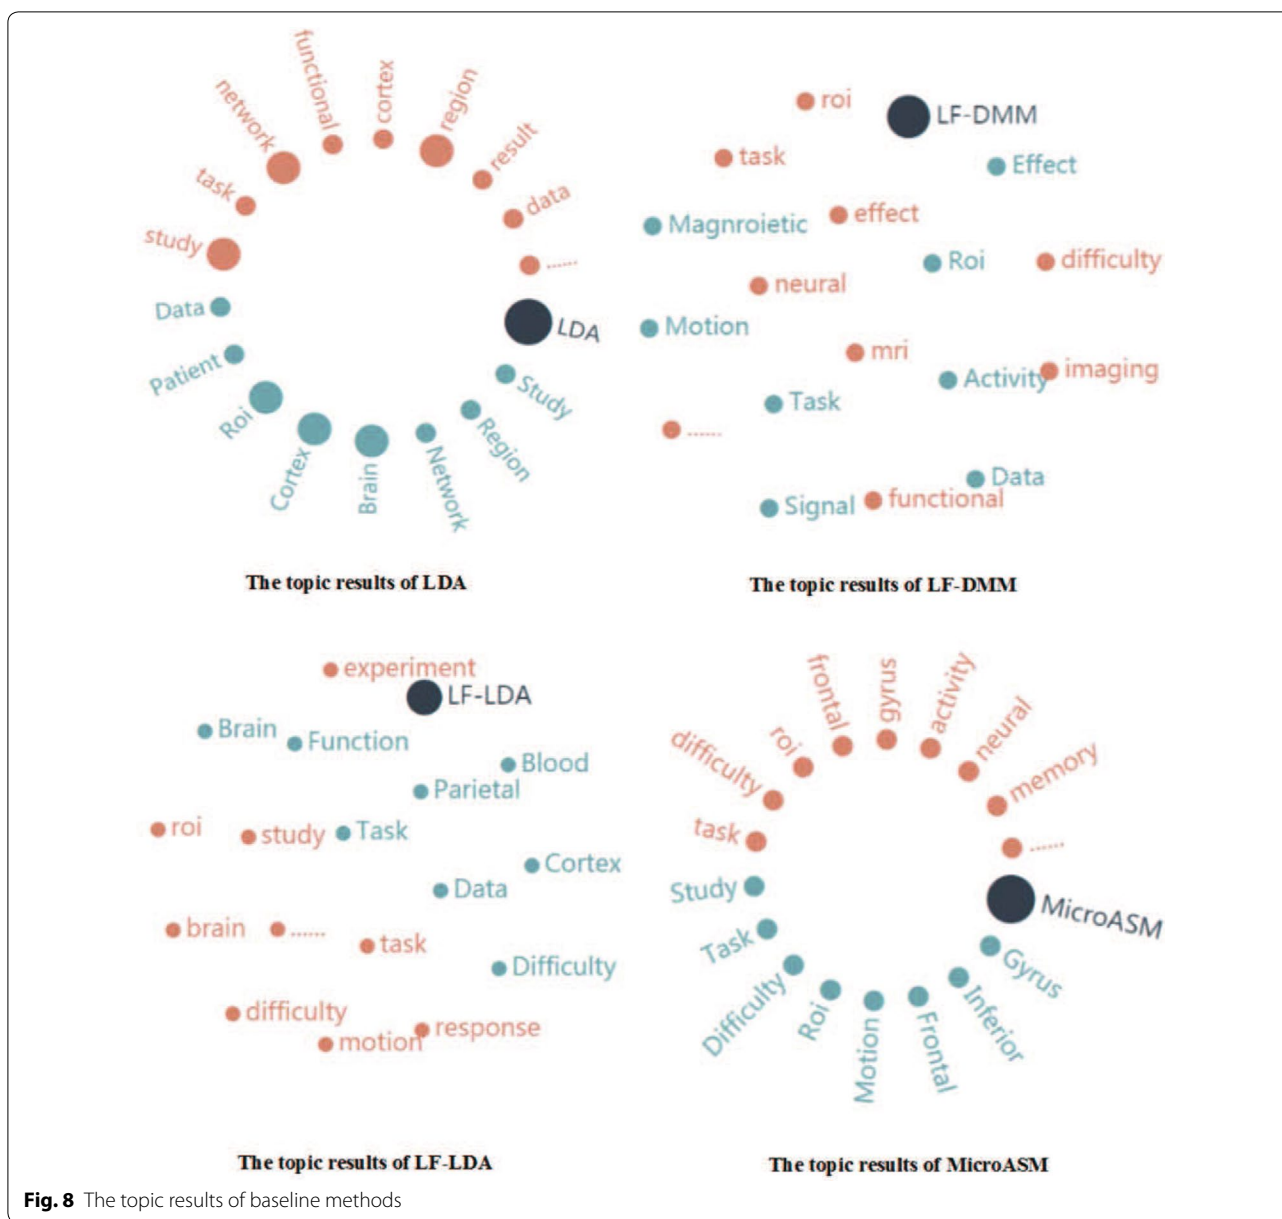 functional
cortex
region
network
result
task
data
study
......
Data
LDA
Patient
Study
Roi
Region
Cortex
Brain
Network
The topic results of LDA
roi
LF-DMM
task
Effect
Magnroietic
effect
Roi
difficulty
neural
Motion
mri
Activity
imaging
Task
......
Data
Signal
functional
The topic results of LF-DMM
experiment
LF-LDA
Brain
Function
Blood
Parietal
roi
study
Task
Cortex
Data
brain
......
task
Difficulty
difficulty
response
motion
The topic results of LF-LDA
frontal
gyrus
activity
roi
neural
difficulty
memory
task
......
Study
MicroASM
Task
Gyrus
Difficulty
Inferior
Roi
Motion
Frontal
The topic results of MicroASM
Fig. 8 The topic results of baseline methods